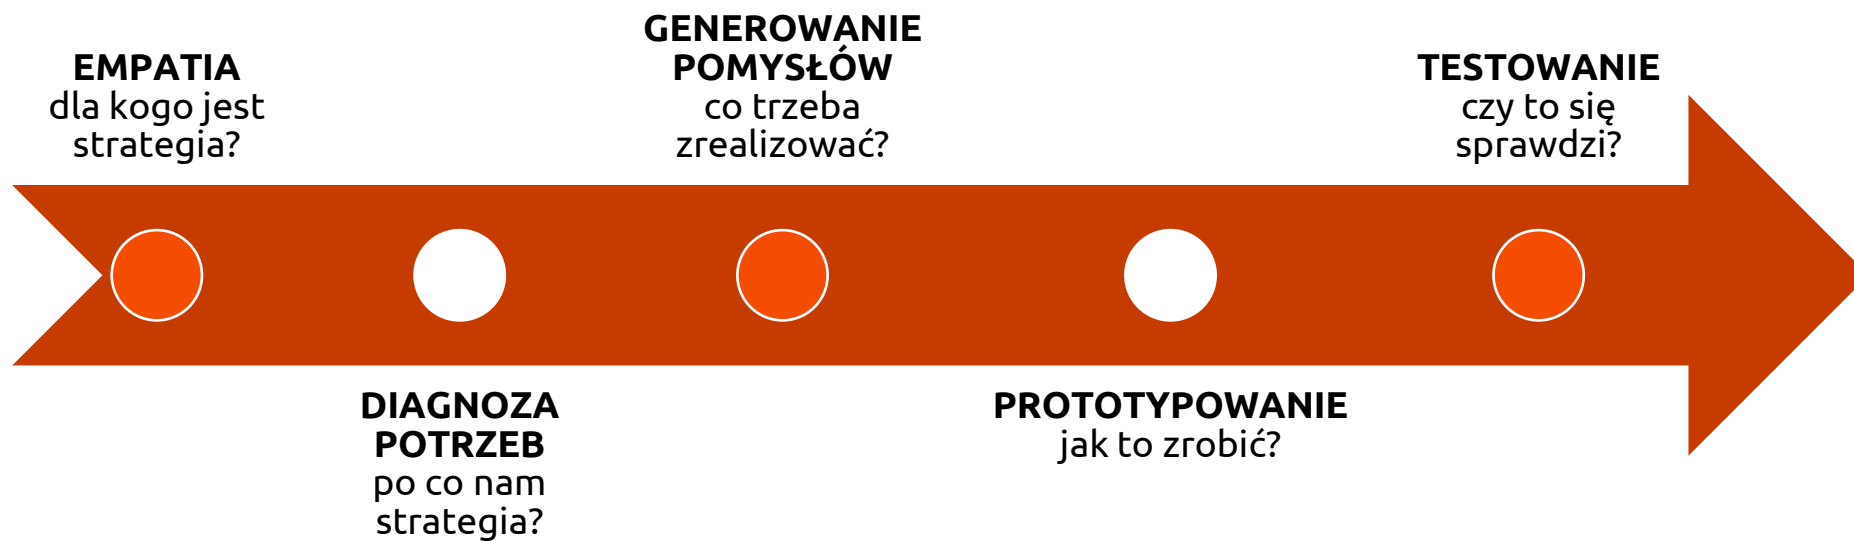 EMPATIA
dla kogo jest
strategia?
DIAGNOZA
POTRZEB
po co nam
strategia?
GENEROWANIE
POMYSŁÓW
co trzeba
zrealizować?
PROTOTYPOWANIE
jak to zrobić?
TESTOWANIE
czy to się
sprawdzi?